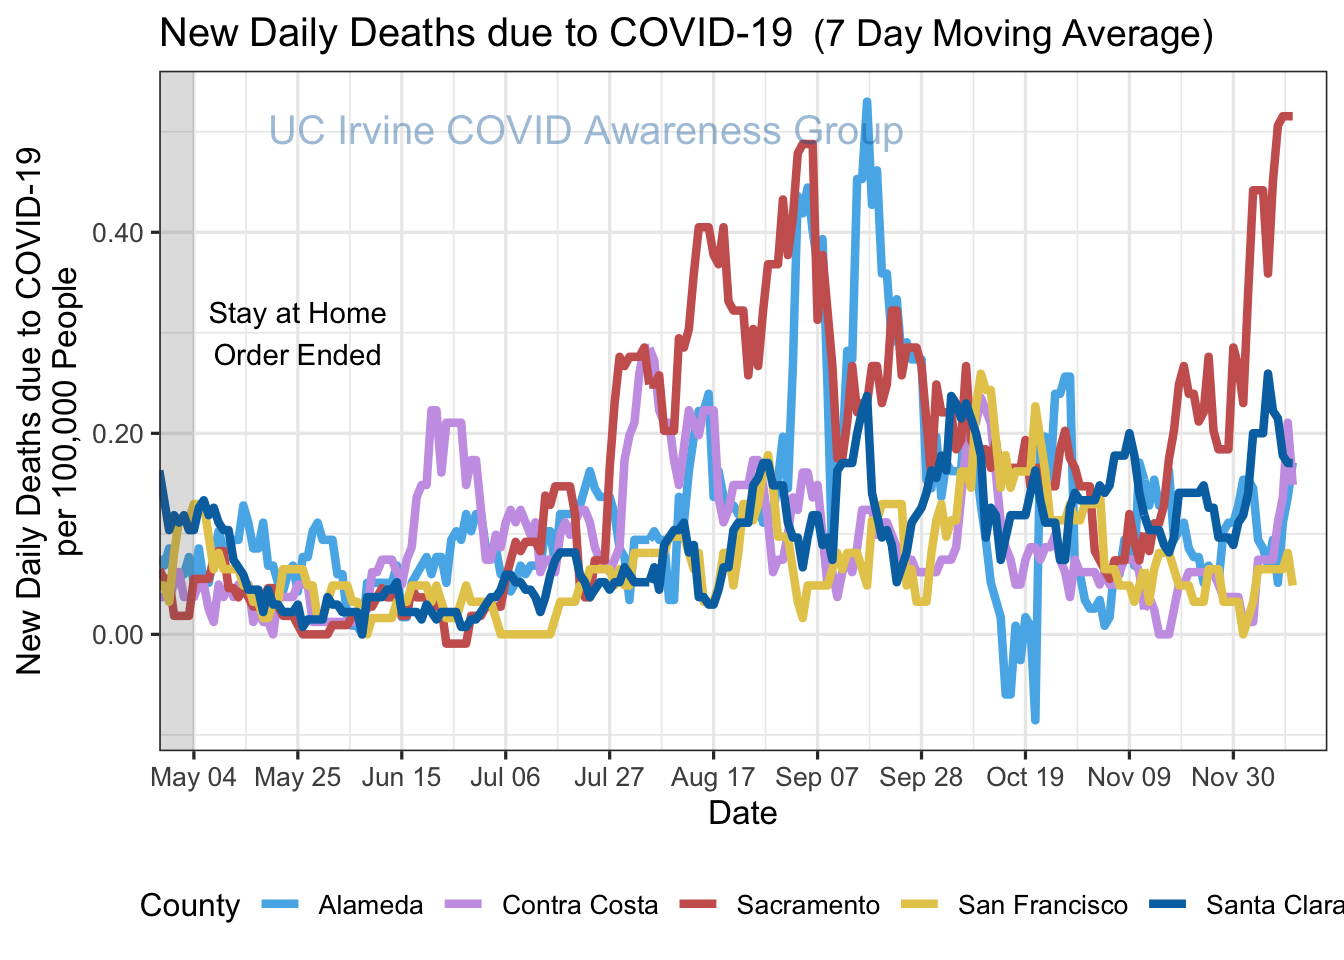 New Daily Deaths due to COVID-19 (7 Day Moving Average)
UC Irvine COVID Awareness Group
New Daily Deaths due to COVID-19
per 100,000 People
0.40
0.20
0.00
Stay at Home
Order Ended
May 04 May 25 Jun 15 Jul 06 Jul 27 Aug 17 Sep 07 Sep 28 Oct 19 Nov 09 Nov 30
Date
County Alameda Contra Costa Sacramento San Francisco Santa Clara